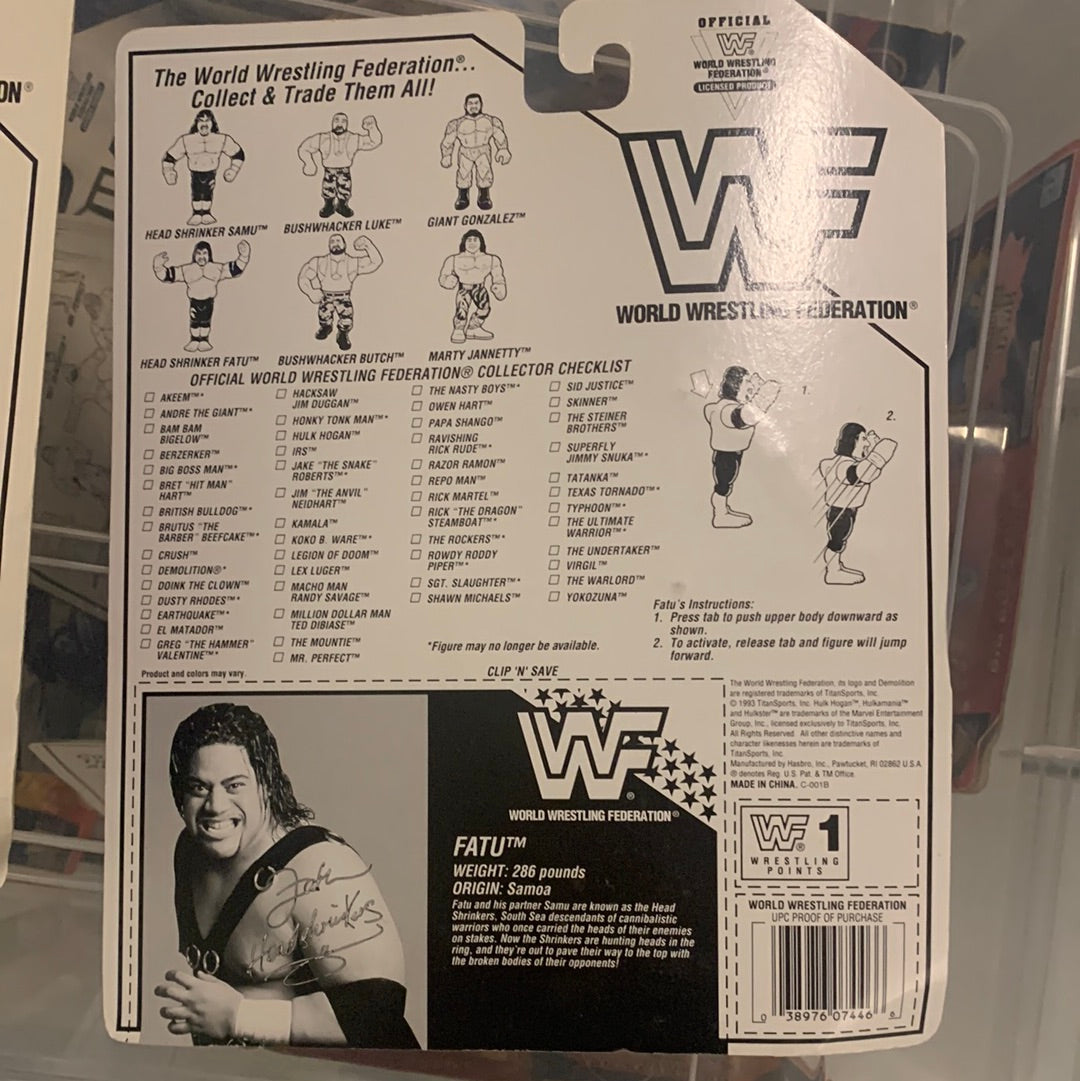 ON®
The World Wrestling Federation®...
Collect & Trade Them All!
OFFICIAL
WF
WORLD WRESTLING
FEDERATION®
LICENSED PRODUCT
WF
WORLD WRESTLING FEDERATION®
HEAD SHRINKER SAMU™
BUSHWHACKER LUKE™
GIANT GONZALEZ™
HEAD SHRINKER FATU™
BUSHWHACKER BUTCH™
MARTY JANNETTY™
OFFICIAL WORLD WRESTLING FEDERATION® COLLECTOR CHECKLIST
AKEEM™*
ANDRE THE GIANT™*
BAM BAM
BIGELOW™
BERZERKER™
BIG BOSS MAN™*
BRET "HIT MAN"
HART™
BRITISH BULLDOG™*
BRUTUS "THE
BARBER" BEEFCAKE™*
CRUSH™
DEMOLITION®*
DOINK THE CLOWN™
DUSTY RHODES™*
EARTHQUAKE™*
EL MATADOR™
GREG "THE HAMMER"
VALENTINE™*
HACKSAW
JIM DUGGAN™
HONKY TONK MAN™*
HULK HOGAN™
IRS™
JAKE "THE SNAKE"
ROBERTS™*
JIM "THE ANVIL"
NEIDHART™
KAMALA™
KOKO B. WARE™*
LEGION OF DOOM™
LEX LUGER™
MACHO MAN
RANDY SAVAGE™
MILLION DOLLAR MAN
TED DIBIASE™
THE MOUNTIE™
MR. PERFECT™
THE NASTY BOYS™*
OWEN HART™
PAPA SHANGO™
RAVISHING
RICK RUDE™*
RAZOR RAMON™
REPO MAN™
RICK MARTEL™
RICK "THE DRAGON"
STEAMBOAT™*
THE ROCKERS™*
ROWDY RODDY
PIPER™*
SGT. SLAUGHTER™*
SHAWN MICHAELS™
SID JUSTICE™
SKINNER™
THE STEINER
BROTHERS™
SUPERFLY
JIMMY SNUKA™*
TATANKA™
TEXAS TORNADO™*
TYPHOON™*
THE ULTIMATE
WARRIOR™*
THE UNDERTAKER™
VIRGIL™
THE WARLORD™
YOKOZUNA™
*Figure may no longer be available.
Product and colors may vary.
CLIP 'N' SAVE
1.
2.
Fatu's Instructions:
1. Press tab to push upper body downward as
shown.
2. To activate, release tab and figure will jump
forward.
The World Wrestling Federation, its logo and Demolition
are registered trademarks of TitanSports, Inc.
© 1993 TitanSports, Inc. Hulk Hogan™, Hulkamania™
and Hulkster™ are trademarks of the Marvel Entertainment
Group, Inc., licensed exclusively to TitanSports, Inc.
All Rights Reserved. All other distinctive names and
character likenesses herein are trademarks of
TitanSports, Inc.
Manufactured by Hasbro, Inc., Pawtucket, RI 02862 U.S.A.
® denotes Reg. U.S. Pat. & TM Office.
MADE IN CHINA. C-001B
Fatu
Headshrinkers
WF®
WORLD WRESTLING FEDERATION®
FATU™
WEIGHT: 286 pounds
ORIGIN: Samoa
Fatu and his partner Samu are known as the Head
Shrinkers, South Sea descendants of cannibalistic
warriors who once carried the heads of their enemies
on stakes. Now the Shrinkers are hunting heads in the
ring, and they're out to pave their way to the top with
the broken bodies of their opponents!
WF® 1
WRESTLING
POINTS
WORLD WRESTLING FEDERATION
UPC PROOF OF PURCHASE
0 38976 07446 6